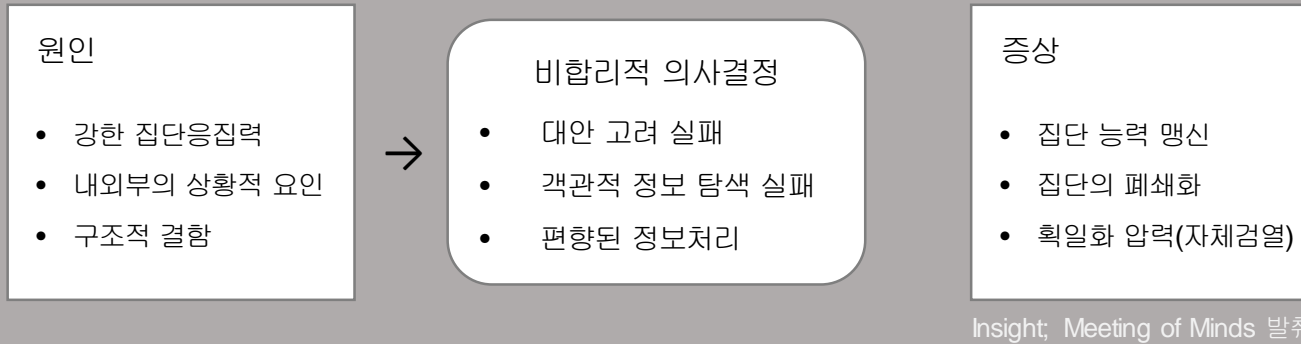 원인
• 강한 집단응집력
• 내외부의 상황적 요인
• 구조적 결함
→
비합리적 의사결정
• 대안 고려 실패
• 객관적 정보 탐색 실패
• 편향된 정보처리
증상
• 집단 능력 맹신
• 집단의 폐쇄화
• 획일화 압력(자체검열)
Insight; Meeting of Minds